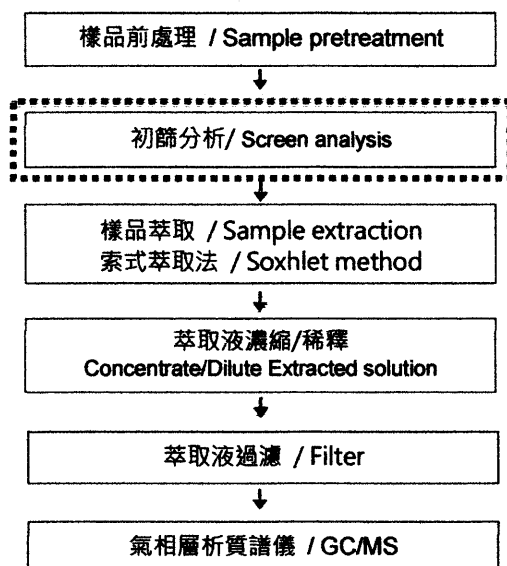 樣品前處理 / Sample pretreatment
初篩分析/ Screen analysis
樣品萃取 / Sample extraction
索式萃取法 / Soxhlet method
萃取液濃縮/稀釋
Concentrate/Dilute Extracted solution
萃取液過濾 / Filter
氣相層析質譜儀 / GC/MS